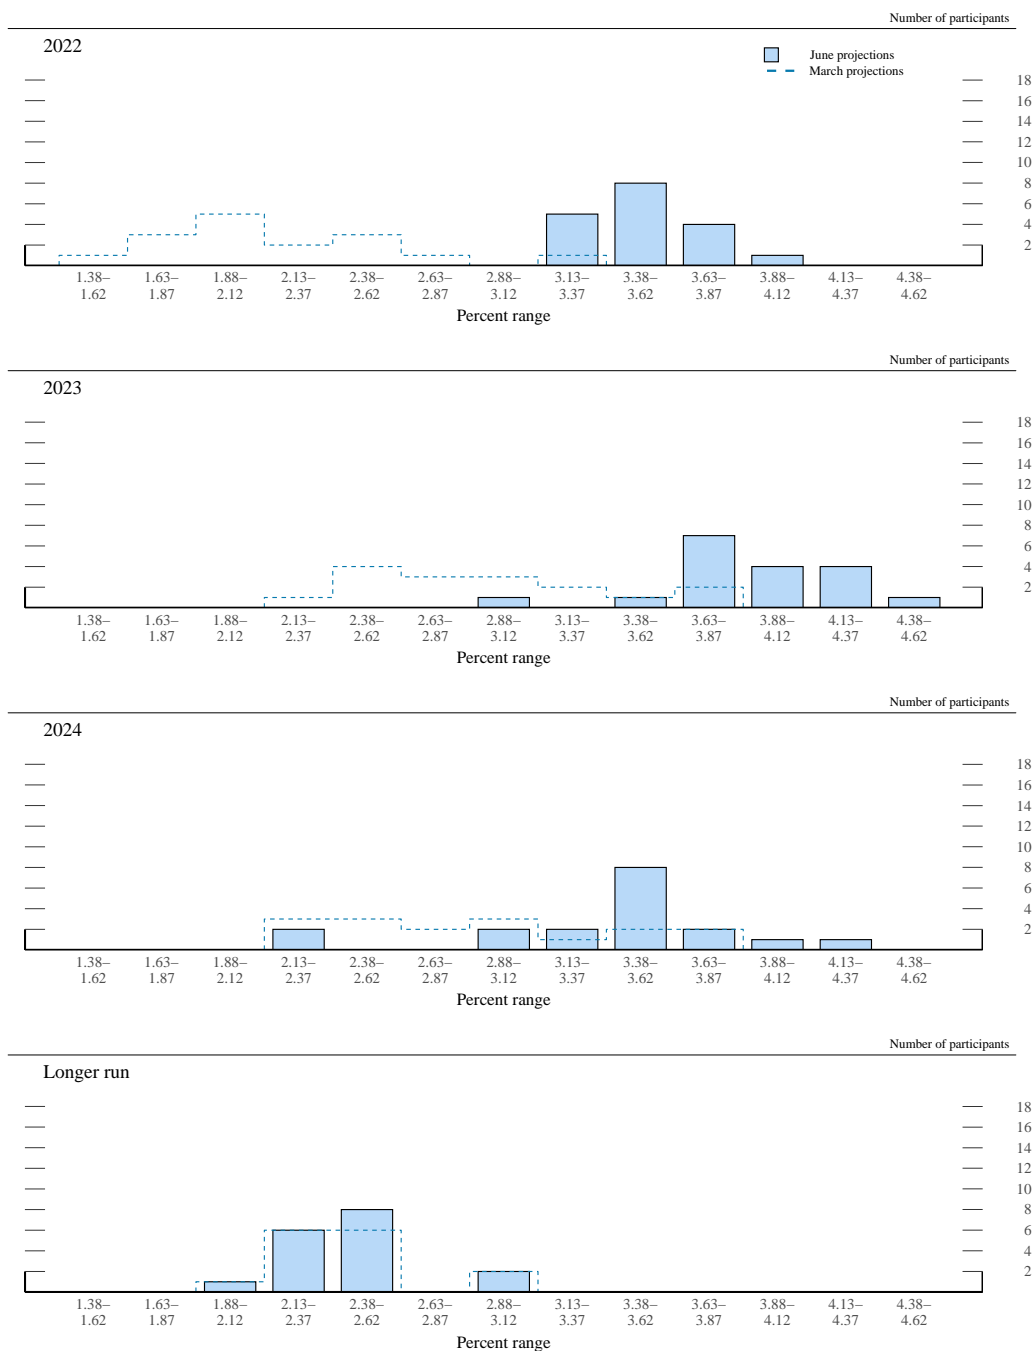 Number of participants
2022
June projections
March projections
18
16
14
12
10
8
6
4
2
1.38– 1.63– 1.88– 2.13– 2.38– 2.63– 2.88– 3.13– 3.38– 3.63– 3.88– 4.13– 4.38–
1.62 1.87 2.12 2.37 2.62 2.87 3.12 3.37 3.62 3.87 4.12 4.37 4.62
Percent range
Number of participants
2023
18
16
14
12
10
8
6
4
2
1.38– 1.63– 1.88– 2.13– 2.38– 2.63– 2.88– 3.13– 3.38– 3.63– 3.88– 4.13– 4.38–
1.62 1.87 2.12 2.37 2.62 2.87 3.12 3.37 3.62 3.87 4.12 4.37 4.62
Percent range
Number of participants
2024
18
16
14
12
10
8
6
4
2
1.38– 1.63– 1.88– 2.13– 2.38– 2.63– 2.88– 3.13– 3.38– 3.63– 3.88– 4.13– 4.38–
1.62 1.87 2.12 2.37 2.62 2.87 3.12 3.37 3.62 3.87 4.12 4.37 4.62
Percent range
Number of participants
Longer run
18
16
14
12
10
8
6
4
2
1.38– 1.63– 1.88– 2.13– 2.38– 2.63– 2.88– 3.13– 3.38– 3.63– 3.88– 4.13– 4.38–
1.62 1.87 2.12 2.37 2.62 2.87 3.12 3.37 3.62 3.87 4.12 4.37 4.62
Percent range